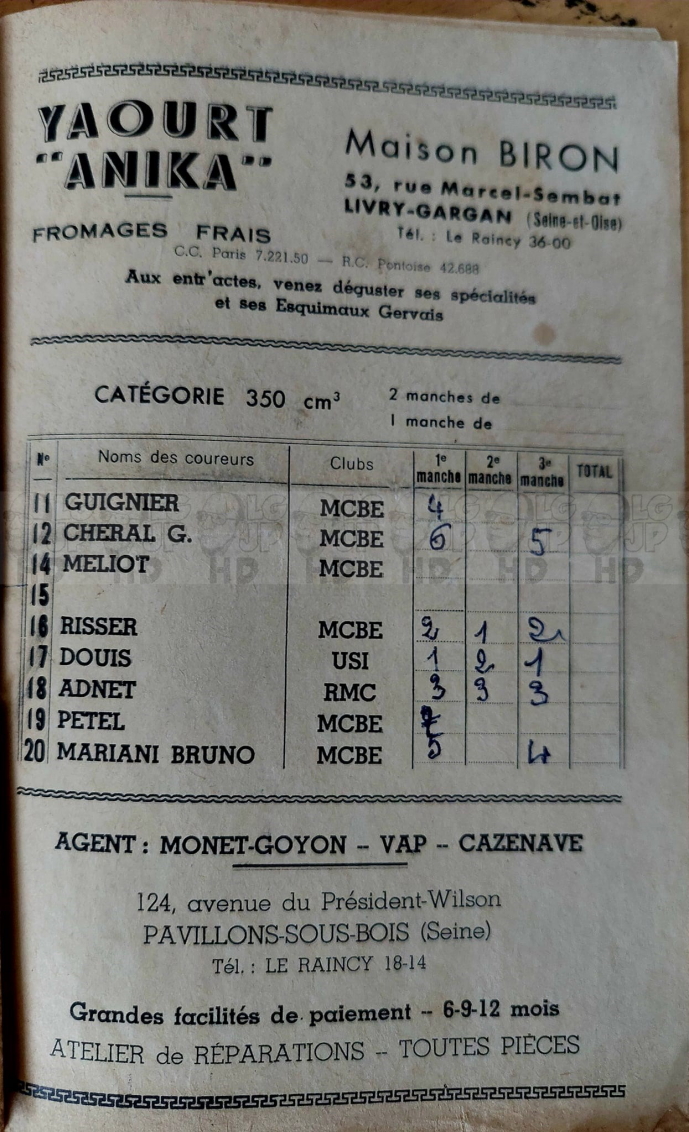 YAOURT
"ANIKA"
FROMAGES FRAIS
Maison BIRON
53, rue Marcel-Sembat
LIVRY-GARGAN (Seine-et-Oise)
Tél. : Le Raincy 36-00
C.C. Paris 7.221.50 — R.C. Pontoise 42.688
Aux entr'actes, venez déguster ses spécialités
et ses Esquimaux Gervais
CATÉGORIE 350 cm³
2 manches de
1 manche de
N° Noms des coureurs Clubs 1e manche 2e manche 3e manche TOTAL
11 GUIGNIER MCBE 4
12 CHERAL G. MCBE 6 5
14 MELIOT MCBE
15
16 RISSER MCBE 2 1 2
17 DOUIS USI 1 2 1
18 ADNET RMC 3 3 3
19 PETEL MCBE
20 MARIANI BRUNO MCBE 5 4
AGENT : MONET-GOYON -- VAP -- CAZENAVE
124, avenue du Président-Wilson
PAVILLONS-SOUS-BOIS (Seine)
Tél. : LE RAINCY 18-14
Grandes facilités de paiement -- 6-9-12 mois
ATELIER de RÉPARATIONS -- TOUTES PIÈCES